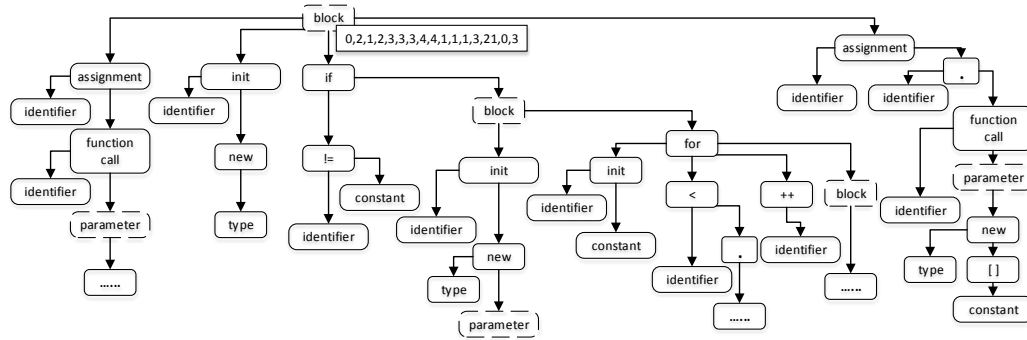 block
0,2,1,2,3,3,3,4,4,1,1,1,3,21,0,3
assignment
init
if
assignment
.
identifier
identifier
identifier
identifier
block
function
call
new
!=
constant
init
for
init
<
++
block
function
call
identifier
identifier
identifier
identifier
identifier
parameter
type
constant
.
identifier
parameter
new
new
......
type
identifier
type
[ ]
parameter
......
......
constant